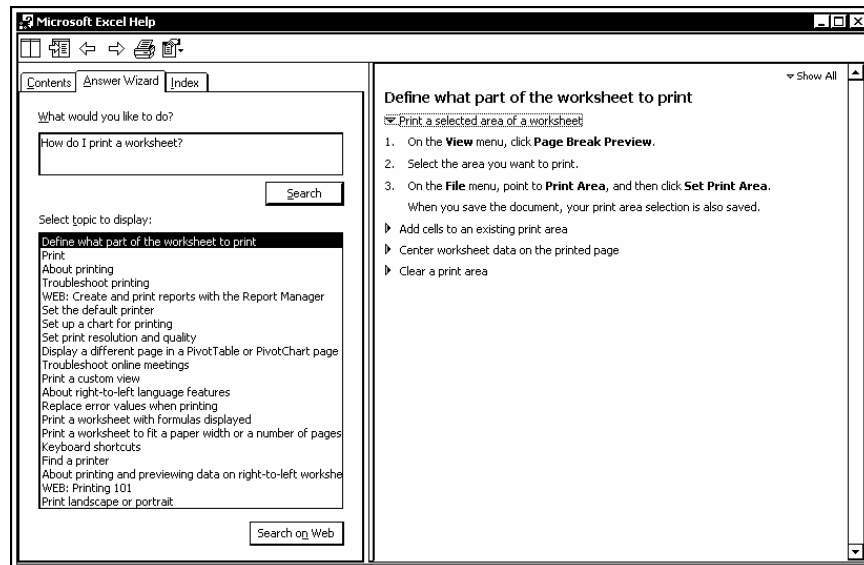 Microsoft Excel Help
Contents Answer Wizard Index
What would you like to do?
How do I print a worksheet?
Search
Select topic to display:
Define what part of the worksheet to print
Print
About printing
Troubleshoot printing
WEB: Create and print reports with the Report Manager
Set the default printer
Set up a chart for printing
Set print resolution and quality
Display a different page in a PivotTable or PivotChart page
Troubleshoot online meetings
Print a custom view
About right-to-left language features
Replace error values when printing
Print a worksheet with formulas displayed
Print a worksheet to fit a paper width or a number of pages
Keyboard shortcuts
Find a printer
About printing and previewing data on right-to-left workshe
WEB: Printing 101
Print landscape or portrait
Search on Web
Show All
Define what part of the worksheet to print
Print a selected area of a worksheet
1. On the View menu, click Page Break Preview.
2. Select the area you want to print.
3. On the File menu, point to Print Area, and then click Set Print Area.
When you save the document, your print area selection is also saved.
Add cells to an existing print area
Center worksheet data on the printed page
Clear a print area